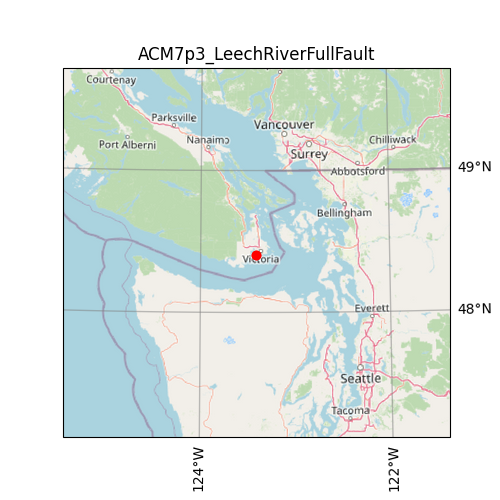 ACM7p3_LeechRiverFullFault
Courtenay
Parksville
Vancouver
Nanaimo
Port Alberni
Surrey
Chilliwack
Abbotsford
49°N
Bellingham
Victoria
48°N
Everett
Seattle
Tacoma
124°W
122°W